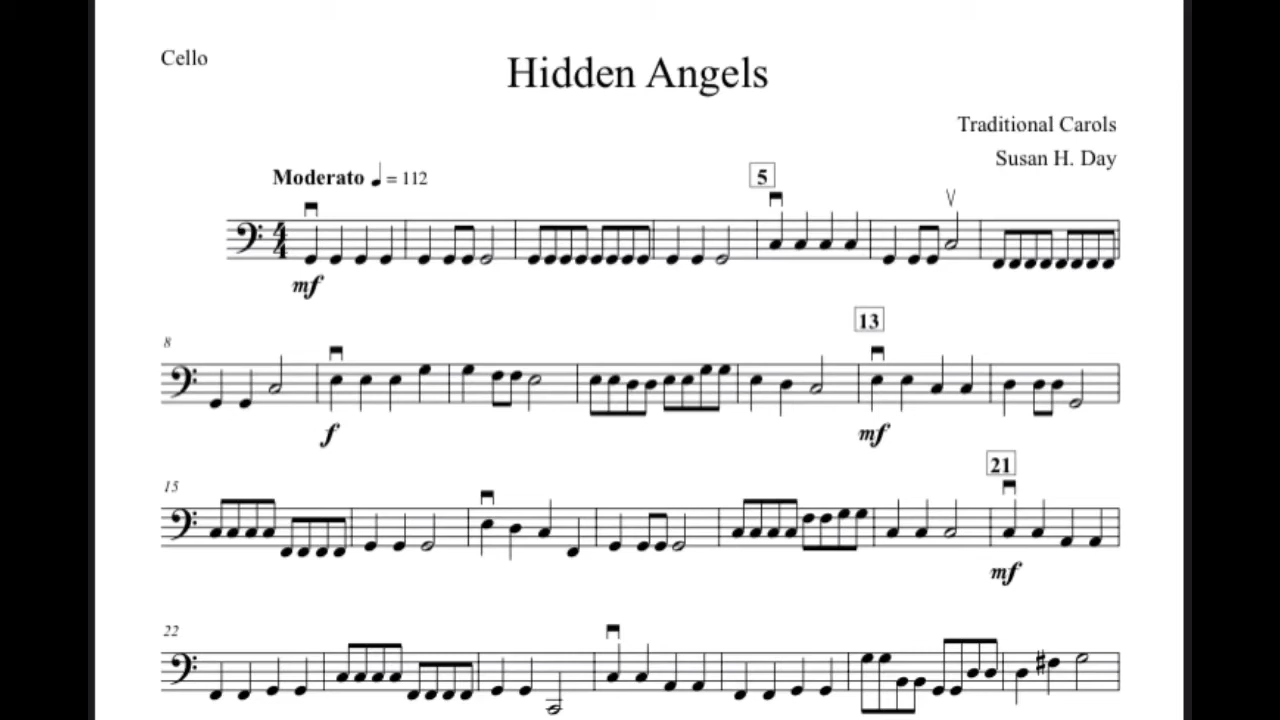 Cello
Hidden Angels
Traditional Carols
Susan H. Day
Moderato ♩ = 112
5
mf
13
8
f
mf
21
15
mf
22